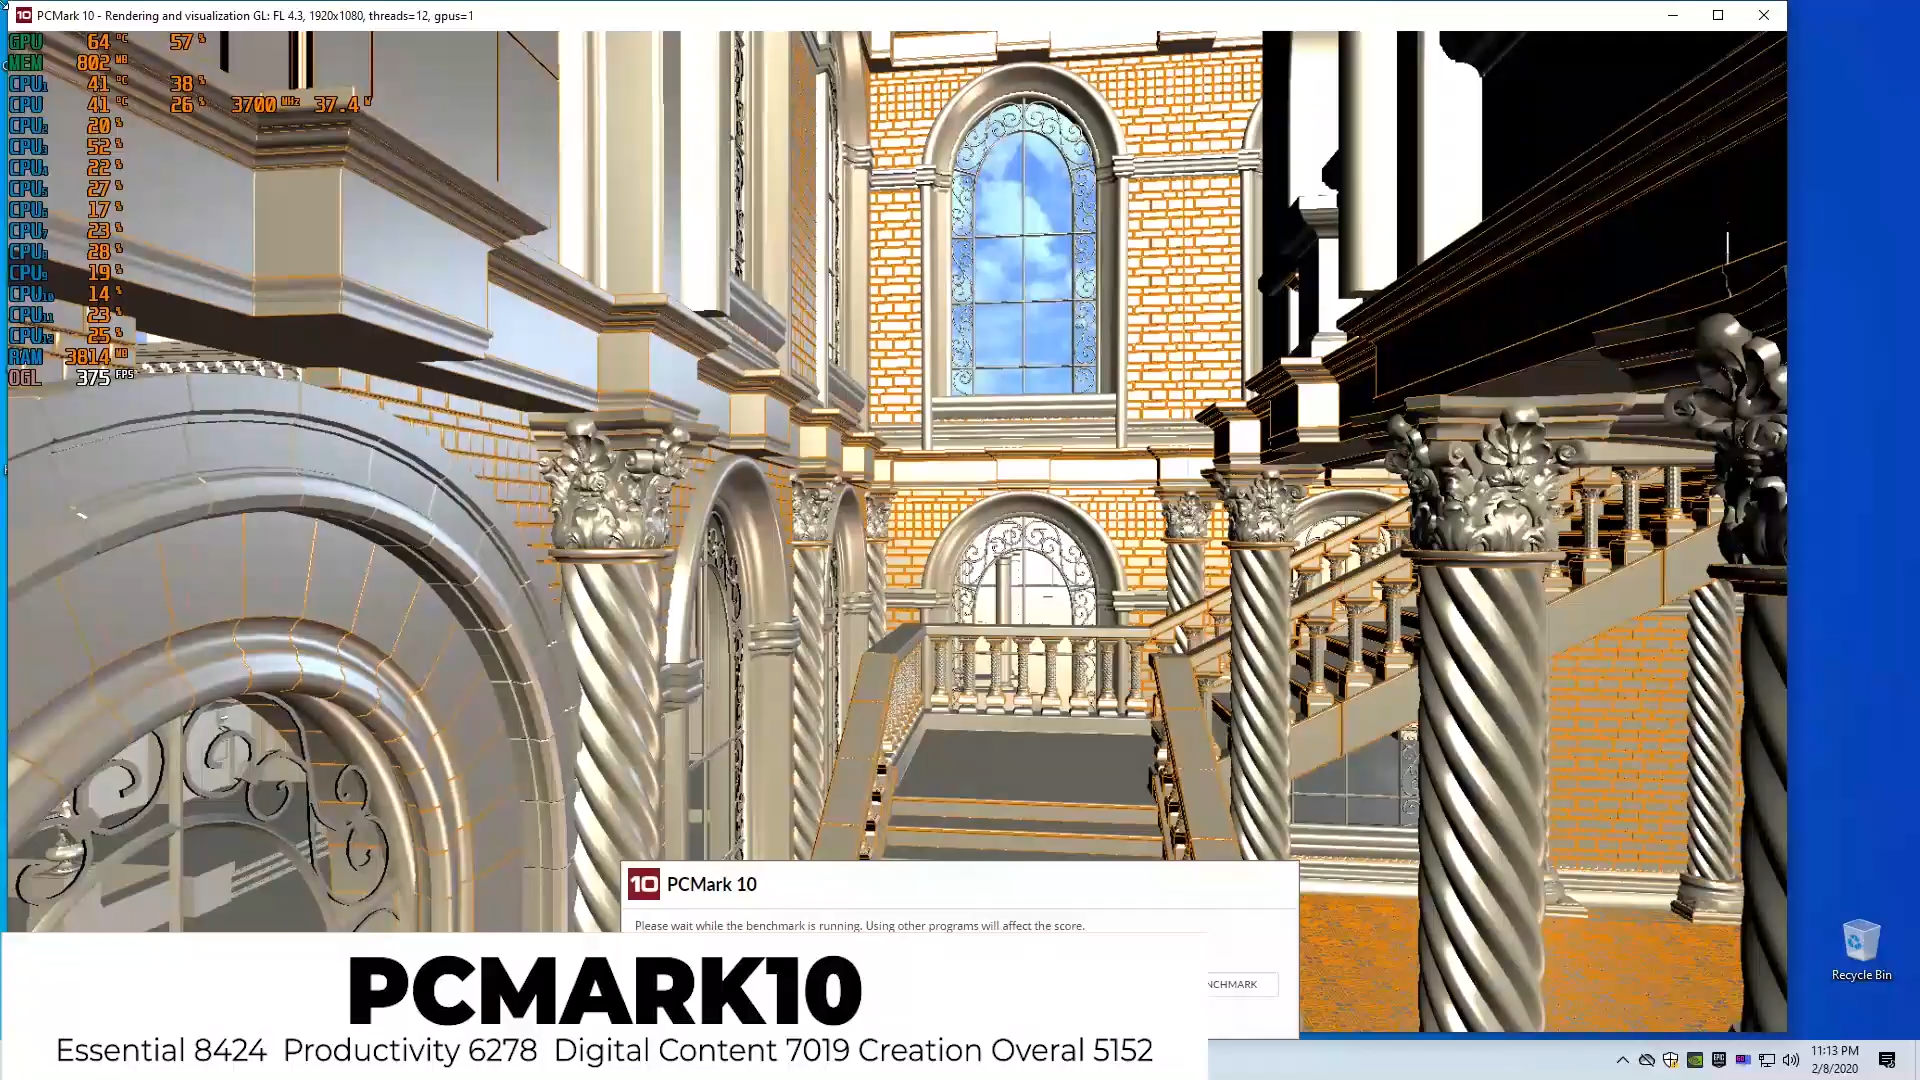 10 PCMark 10 - Rendering and visualization GL: FL 4.3, 1920x1080, threads=12, gpus=1
GPU 64 °C 57 %
MEM 802 MB
CPU1 41 °C 38 %
CPU 41 °C 26 % 3700 MHz 37.4 W
CPU2 20 %
CPU3 52 %
CPU4 22 %
CPU5 27 %
CPU6 17 %
CPU7 23 %
CPU8 28 %
CPU9 19 %
CPU10 14 %
CPU11 23 %
CPU12 25 %
RAM 3814 MB
OGL 375 FPS
10 PCMark 10
Please wait while the benchmark is running. Using other programs will affect the score.
NCHMARK
Recycle Bin
PCMARK10
Essential 8424 Productivity 6278 Digital Content 7019 Creation Overal 5152
11:13 PM
2/8/2020